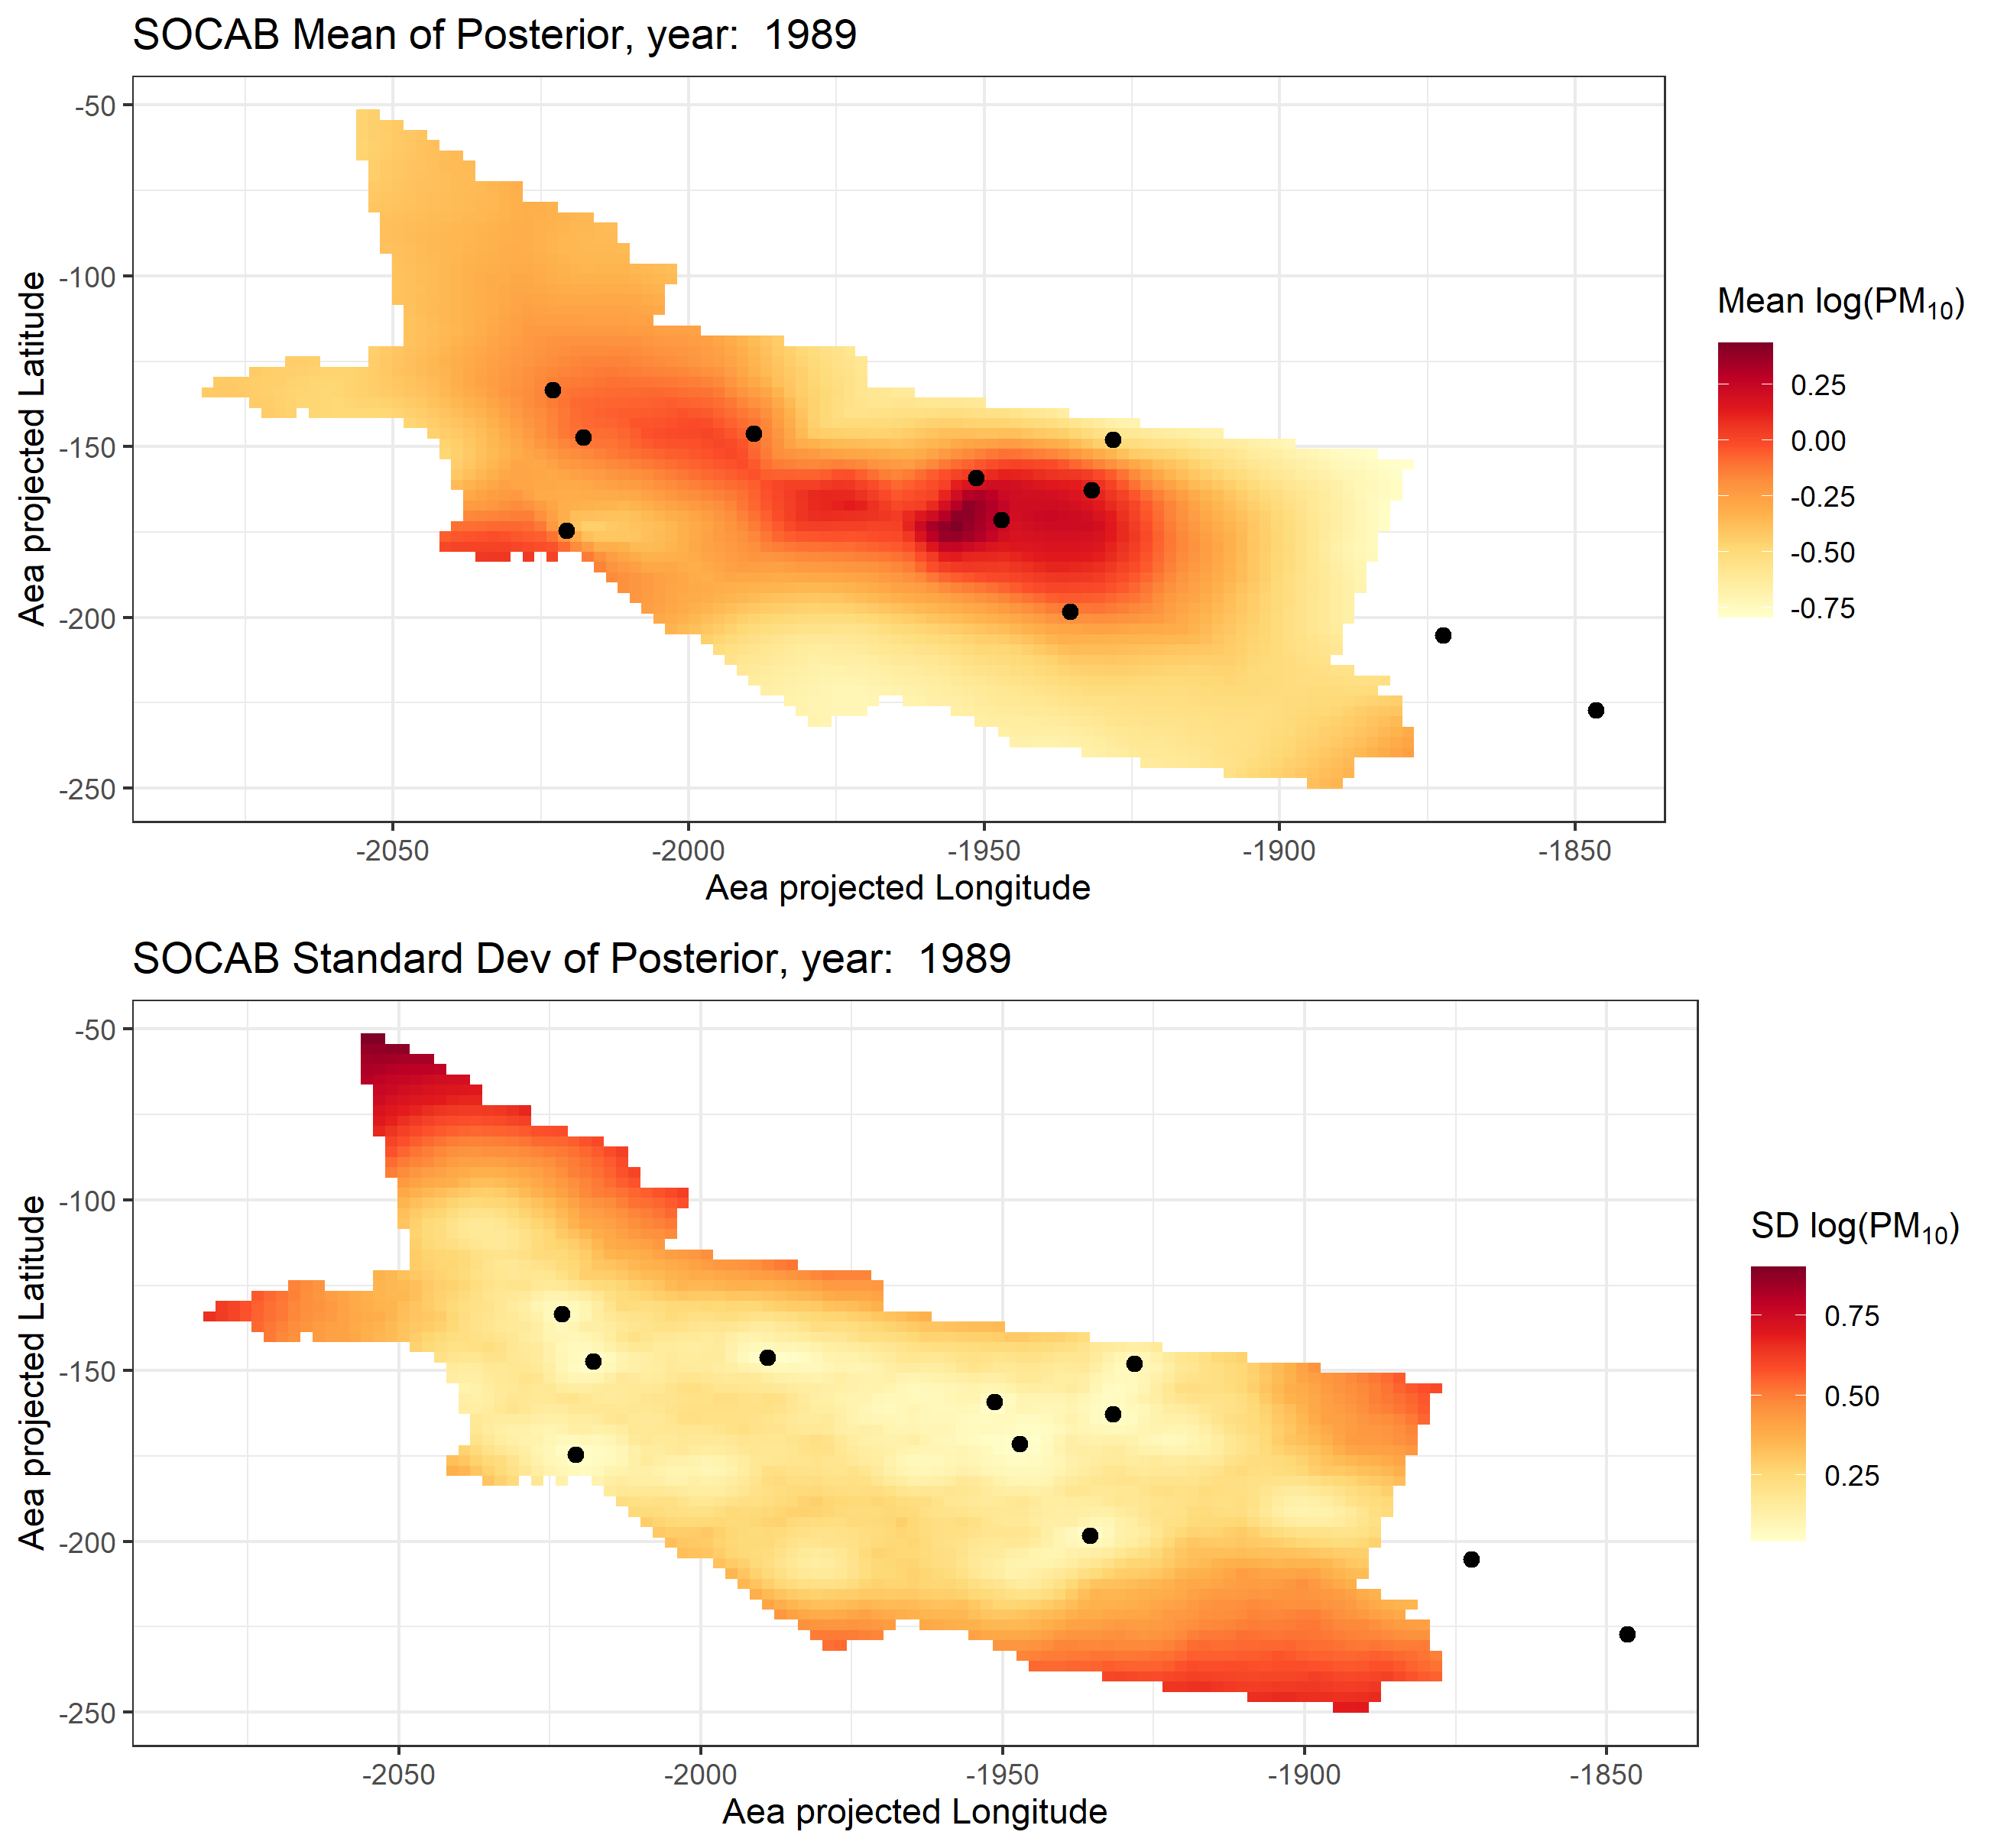 SOCAB Mean of Posterior, year:  1989
Aea projected Latitude
-50
-100
-150
-200
-250
-2050 -2000 -1950 -1900 -1850
Aea projected Longitude
Mean log(PM₁₀)
0.25
0.00
-0.25
-0.50
-0.75
SOCAB Standard Dev of Posterior, year:  1989
Aea projected Latitude
-50
-100
-150
-200
-250
-2050 -2000 -1950 -1900 -1850
Aea projected Longitude
SD log(PM₁₀)
0.75
0.50
0.25